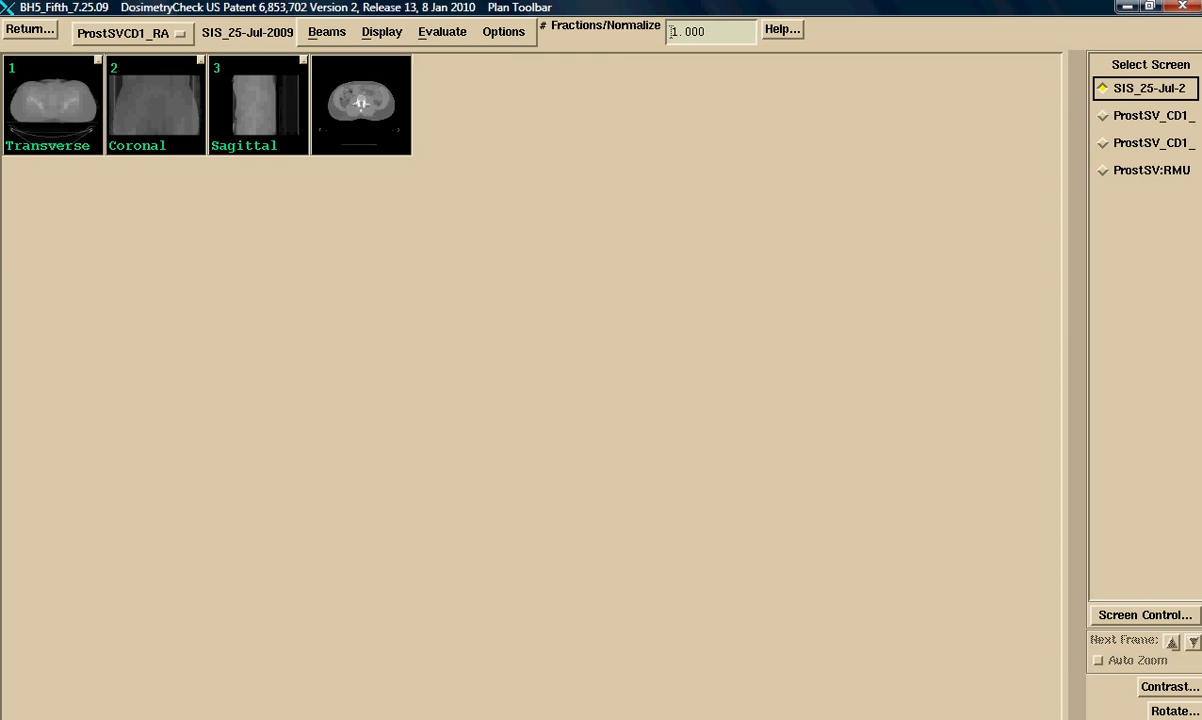 BH5_Fifth_7.25.09 DosimetryCheck US Patent 6,853,702 Version 2, Release 13, 8 Jan 2010 Plan Toolbar
Return... ProstSVCD1_RA SIS_25-Jul-2009 Beams Display Evaluate Options # Fractions/Normalize 1.000 Help...
1 2 3
Transverse Coronal Sagittal
Select Screen
SIS_25-Jul-2
ProstSV_CD1_
ProstSV_CD1_
ProstSV:RMU
Screen Control...
Next Frame:
Auto Zoom
Contrast...
Rotate...